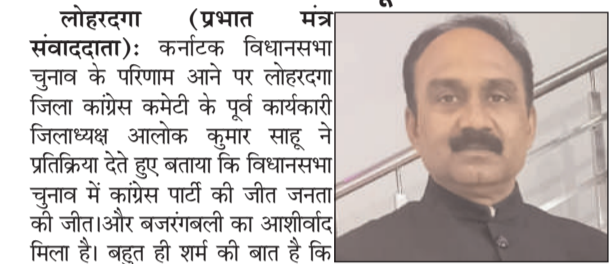 लोहरदगा (प्रभात मंत्र
संवाददाता): कर्नाटक विधानसभा
चुनाव के परिणाम आने पर लोहरदगा
जिला कांग्रेस कमेटी के पूर्व कार्यकारी
जिलाध्यक्ष आलोक कुमार साहू ने
प्रतिक्रिया देते हुए बताया कि विधानसभा
चुनाव में कांग्रेस पार्टी की जीत जनता
की जीत।और बजरंगबली का आशीर्वाद
मिला है। बहुत ही शर्म की बात है कि